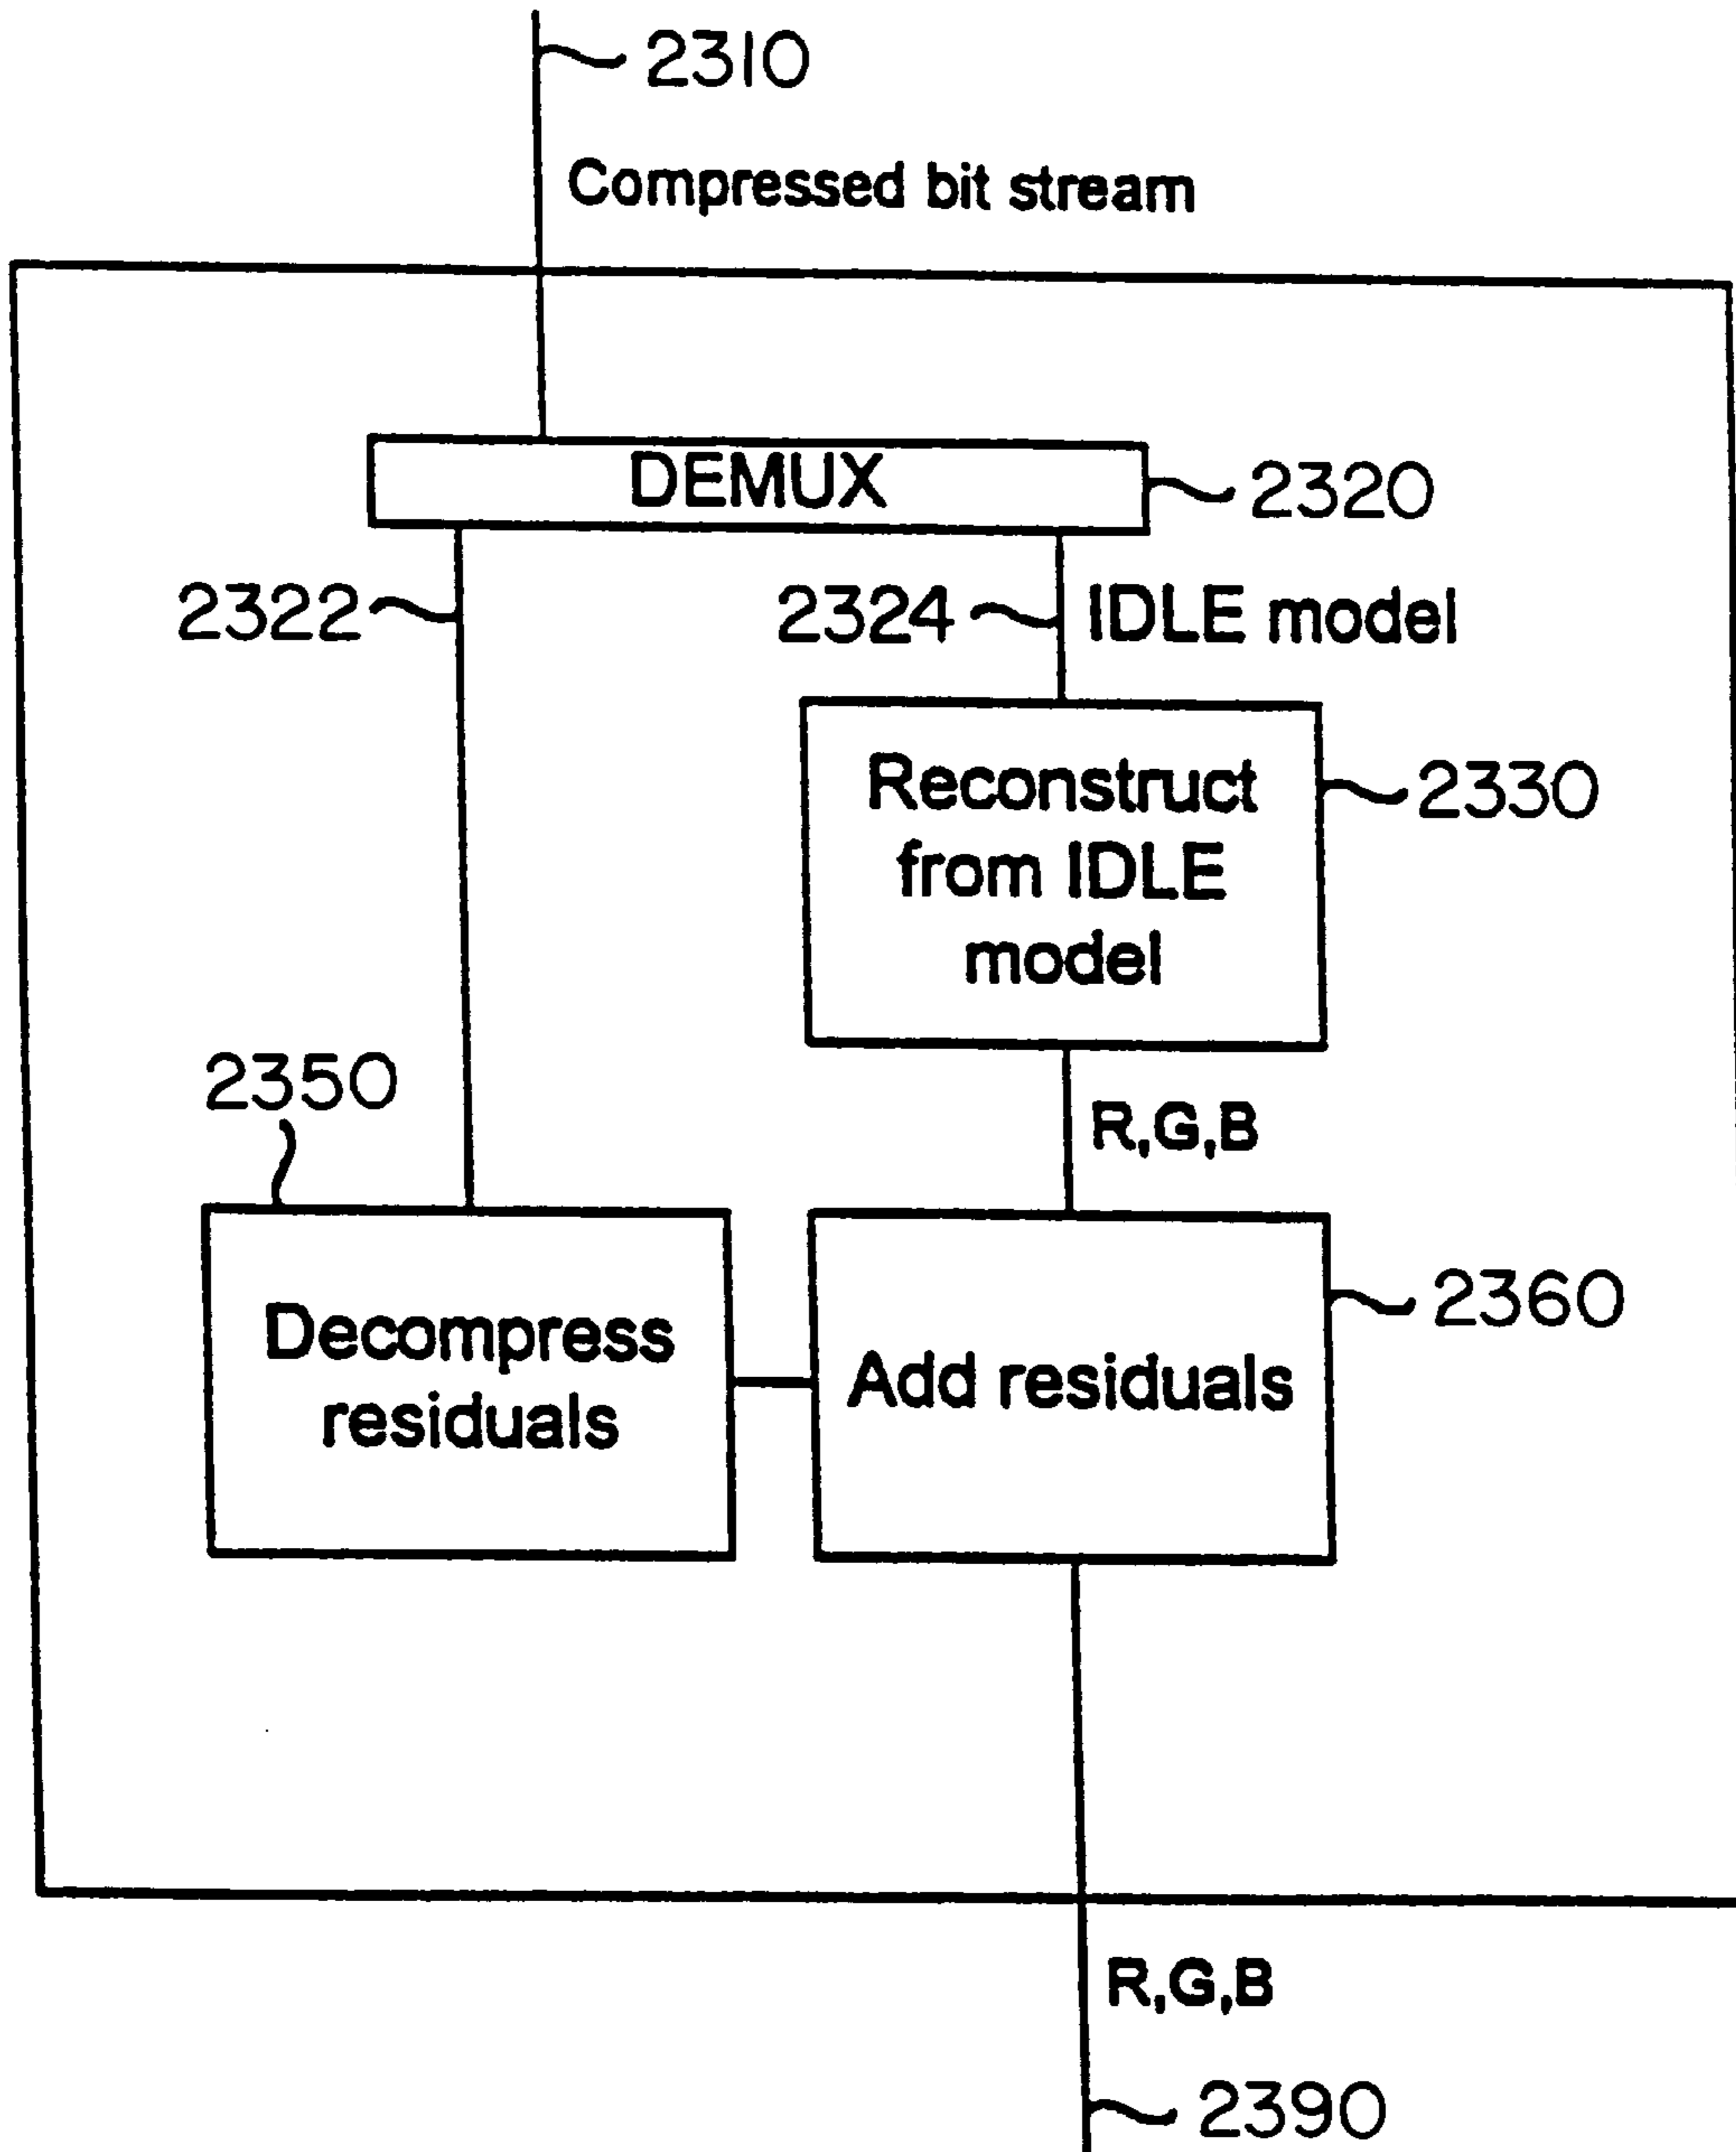 2310
Compressed bit stream
DEMUX
2320
2322
2324
IDLE model
Reconstruct
from IDLE
model
2330
2350
R,G,B
Decompress
residuals
Add residuals
2360
R,G,B
2390